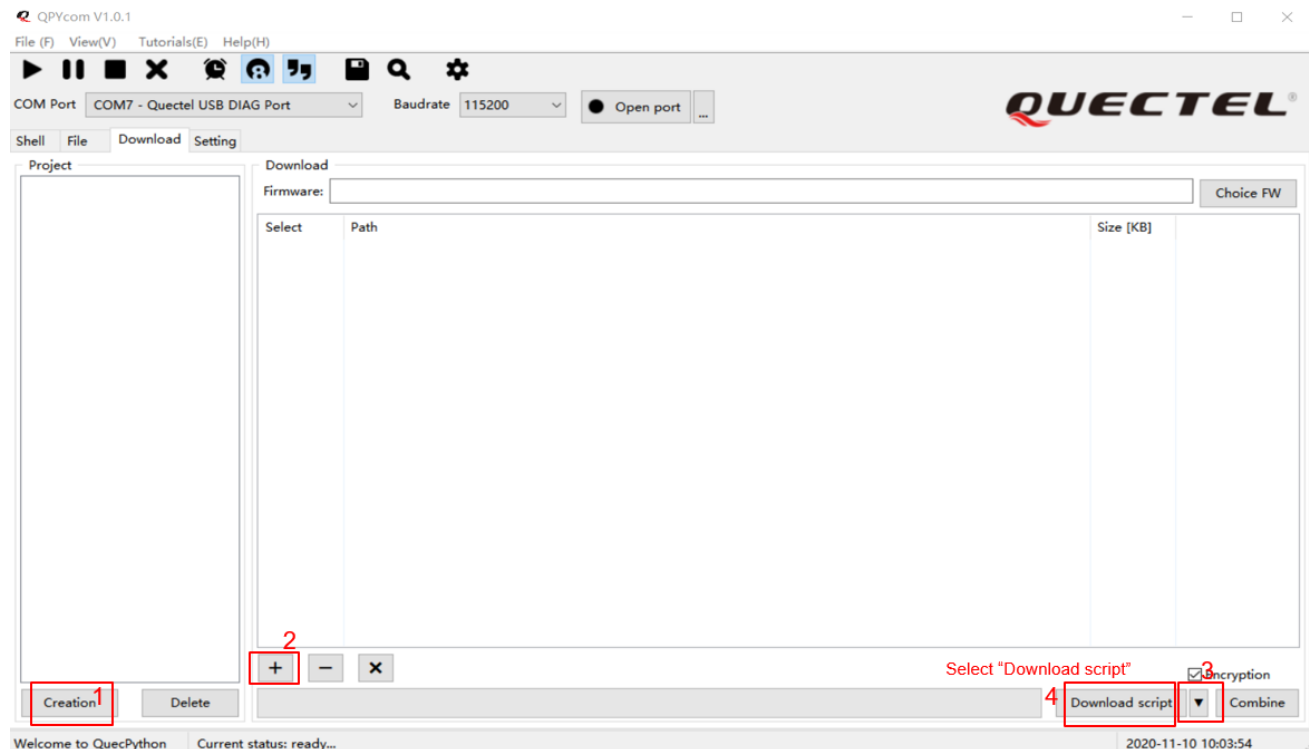 QPYcom V1.0.1
File (F) View(V) Tutorials(E) Help(H)
COM Port COM7 - Quectel USB DIAG Port Baudrate 115200 Open port ...
QUECTEL®
Shell File Download Setting
Project
Download
Firmware: Choice FW
Select Path Size [KB]
2
+ − ×
Select “Download script”
3
Encryption
Creation 1 Delete
4 Download script ▼ Combine
Welcome to QuecPython Current status: ready... 2020-11-10 10:03:54